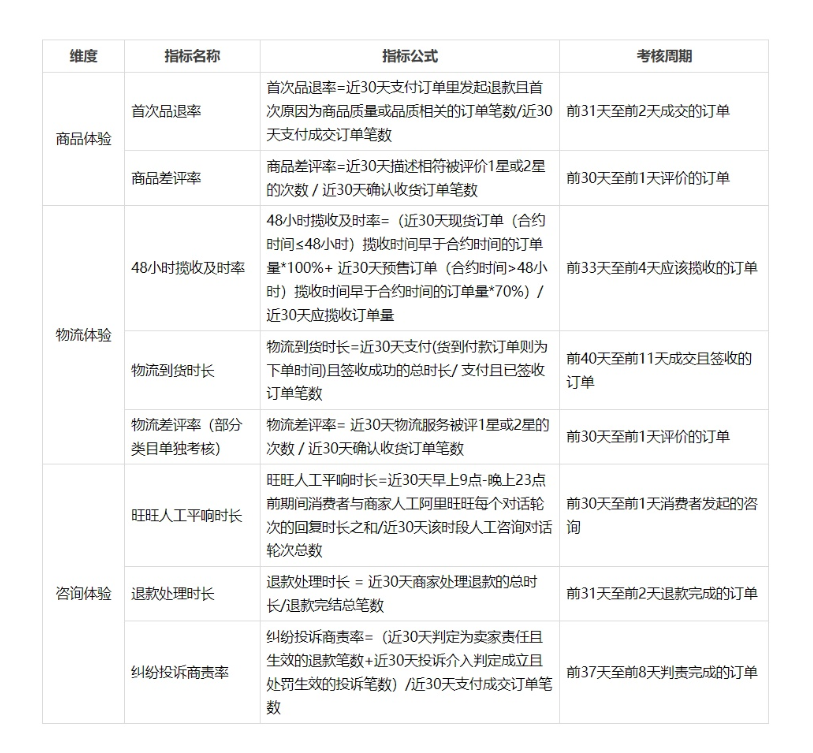 维度 指标名称 指标公式 考核周期
商品体验
首次品退率
首次品退率=近30天支付订单里发起退款且首
次原因为商品质量或品质相关的订单笔数/近30
天支付成交订单笔数
前31天至前2天成交的订单
商品差评率
商品差评率=近30天描述相符被评价1星或2星
的次数 / 近30天确认收货订单笔数
前30天至前1天评价的订单
物流体验
48小时揽收及时率
48小时揽收及时率=（近30天现货订单（合约
时间≤48小时）揽收时间早于合约时间的订单
量*100%+ 近30天预售订单（合约时间>48小
时）揽收时间早于合约时间的订单量*70%）/
近30天应揽收订单量
前33天至前4天应该揽收的订单
物流到货时长
物流到货时长=近30天支付(货到付款订单则为
下单时间)且签收成功的总时长/ 支付且已签收
订单笔数
前40天至前11天成交且签收的
订单
物流差评率（部分
类目单独考核）
物流差评率= 近30天物流服务被评1星或2星的
次数 / 近30天确认收货订单笔数
前30天至前1天评价的订单
咨询体验
旺旺人工平响时长
旺旺人工平响时长=近30天早上9点-晚上23点
前期间消费者与商家人工阿里旺旺每个对话轮
次的回复时长之和/近30天该时段人工咨询对话
轮次总数
前30天至前1天消费者发起的咨
询
退款处理时长
退款处理时长 = 近30天商家处理退款的总时
长/退款完结总笔数
前31天至前2天退款完成的订单
纠纷投诉商责率
纠纷投诉商责率=（近30天判定为卖家责任且
生效的退款笔数+近30天投诉介入判定成立且
处罚生效的投诉笔数）/近30天支付成交订单笔
数
前37天至前8天判责完成的订单